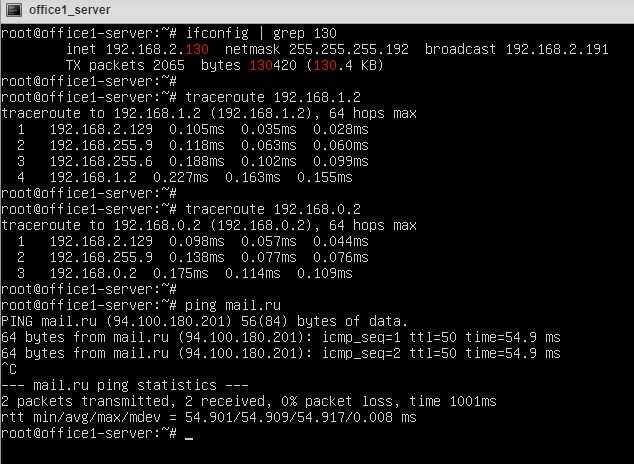 office1_server
root@office1-server:~# ifconfig | grep 130
        inet 192.168.2.130  netmask 255.255.255.192  broadcast 192.168.2.191
        TX packets 2065  bytes 130420 (130.4 KB)
root@office1-server:~#
root@office1-server:~# traceroute 192.168.1.2
traceroute to 192.168.1.2 (192.168.1.2), 64 hops max
  1   192.168.2.129  0.105ms  0.035ms  0.028ms
  2   192.168.255.9  0.118ms  0.063ms  0.060ms
  3   192.168.255.6  0.188ms  0.102ms  0.099ms
  4   192.168.1.2  0.227ms  0.163ms  0.155ms
root@office1-server:~#
root@office1-server:~# traceroute 192.168.0.2
traceroute to 192.168.0.2 (192.168.0.2), 64 hops max
  1   192.168.2.129  0.098ms  0.057ms  0.044ms
  2   192.168.255.9  0.138ms  0.077ms  0.076ms
  3   192.168.0.2  0.175ms  0.114ms  0.109ms
root@office1-server:~#
root@office1-server:~# ping mail.ru
PING mail.ru (94.100.180.201) 56(84) bytes of data.
64 bytes from mail.ru (94.100.180.201): icmp_seq=1 ttl=50 time=54.9 ms
64 bytes from mail.ru (94.100.180.201): icmp_seq=2 ttl=50 time=54.9 ms
^C
--- mail.ru ping statistics ---
2 packets transmitted, 2 received, 0% packet loss, time 1001ms
rtt min/avg/max/mdev = 54.901/54.909/54.917/0.008 ms
root@office1-server:~# _